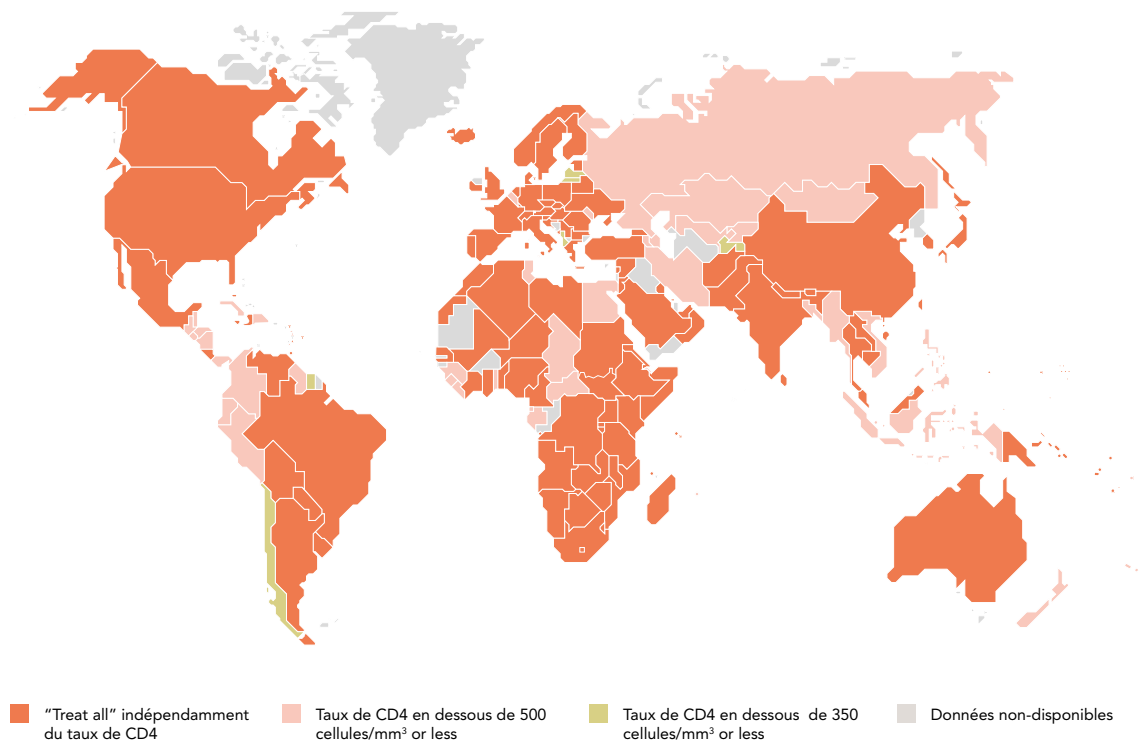 “Treat all” indépendamment
du taux de CD4
Taux de CD4 en dessous de 500
cellules/mm³ or less
Taux de CD4 en dessous  de 350
cellules/mm³ or less
Données non-disponibles